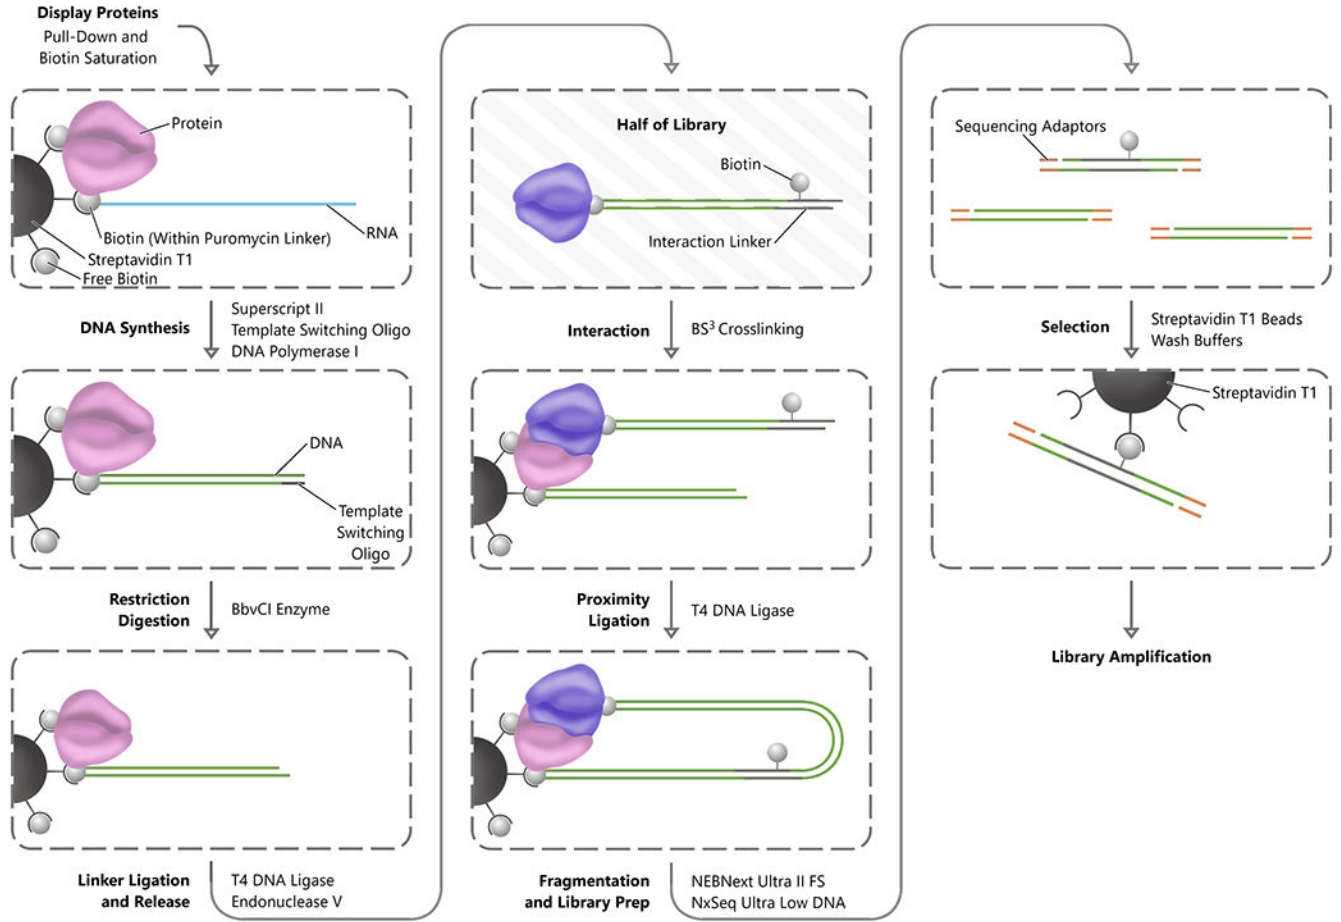 Display Proteins
Pull-Down and
Biotin Saturation
Protein
RNA
Biotin (Within Puromycin Linker)
Streptavidin T1
Free Biotin
DNA Synthesis
Superscript II
Template Switching Oligo
DNA Polymerase I
DNA
Template
Switching
Oligo
Restriction
Digestion
BbvCI Enzyme
Linker Ligation
and Release
T4 DNA Ligase
Endonuclease V
Half of Library
Biotin
Interaction Linker
Interaction
BS³ Crosslinking
Proximity
Ligation
T4 DNA Ligase
Fragmentation
and Library Prep
NEBNext Ultra II FS
NxSeq Ultra Low DNA
Sequencing Adaptors
Selection
Streptavidin T1 Beads
Wash Buffers
Streptavidin T1
Library Amplification